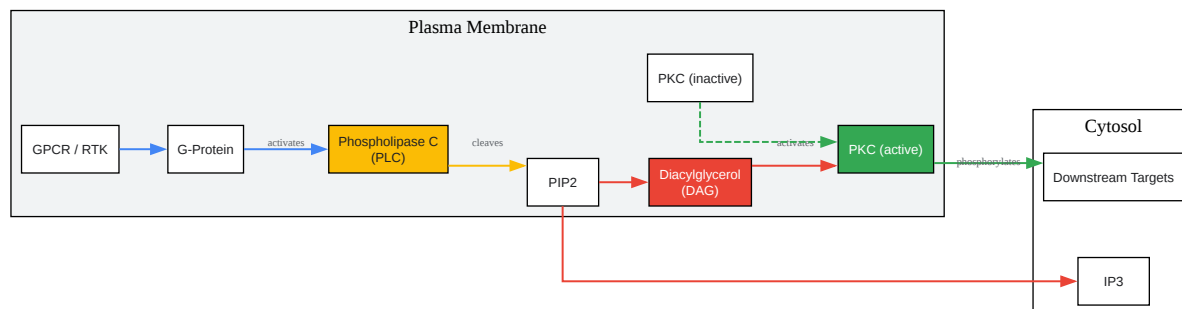 Plasma Membrane
PKC (inactive)
GPCR / RTK
G-Protein
activates
Phospholipase C
(PLC)
cleaves
PIP2
Diacylglycerol
(DAG)
activates
PKC (active)
phosphorylates
Cytosol
Downstream Targets
IP3